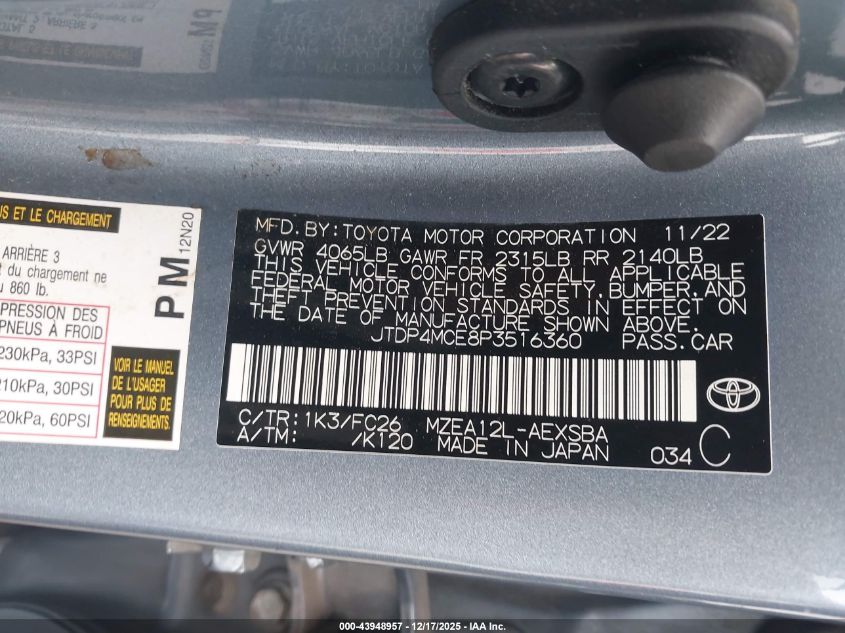 US ET LE CHARGEMENT
ARRIÈRE 3
t du chargement ne
u 860 lb.
PRESSION DES
PNEUS À FROID
230kPa, 33PSI
210kPa, 30PSI
20kPa, 60PSI
VOIR LE MANUEL
DE L'USAGER
POUR PLUS DE
RENSEIGNEMENTS.
PM
12N20
MFD. BY: TOYOTA MOTOR CORPORATION 11/22
GVWR 4065LB GAWR FR 2315LB RR 2140LB
THIS VEHICLE CONFORMS TO ALL APPLICABLE
FEDERAL MOTOR VEHICLE SAFETY, BUMPER, AND
THEFT PREVENTION STANDARDS IN EFFECT ON
THE DATE OF MANUFACTURE SHOWN ABOVE.
JTDP4MCE8P3516360 PASS. CAR
C/TR: 1K3/FC26 MZEA12L-AEXSBA
A/TM: /K120 MADE IN JAPAN 034 C
000-43948957 - 12/17/2025 - IAA Inc.